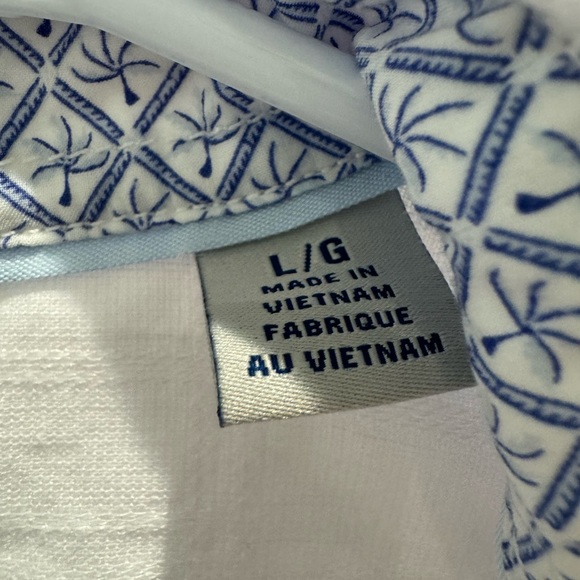 L/G
MADE IN
VIETNAM
FABRIQUE
AU VIETNAM